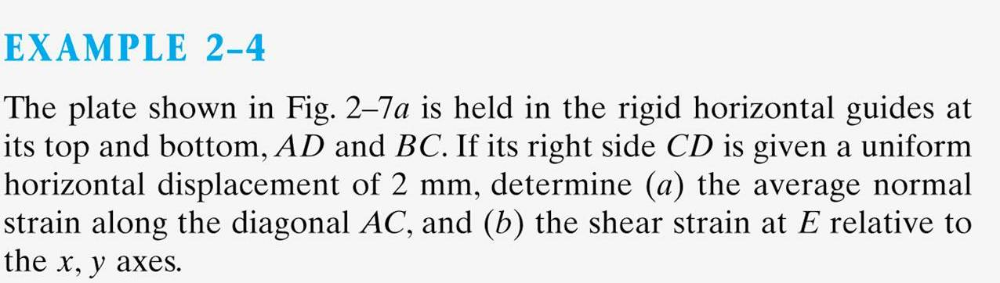 EXAMPLE 2–4
The plate shown in Fig. 2–7a is held in the rigid horizontal guides at
its top and bottom, AD and BC. If its right side CD is given a uniform
horizontal displacement of 2 mm, determine (a) the average normal
strain along the diagonal AC, and (b) the shear strain at E relative to
the x, y axes.